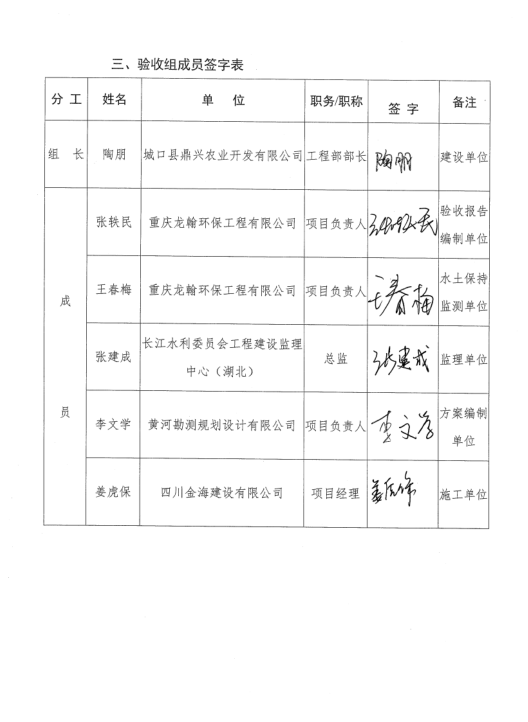 三、验收组成员签字表
分 工 姓名 单 位 职务/职称 签 字 备注
组 长 陶朋 城口县鼎兴农业开发有限公司 工程部部长 陶朋 建设单位
成 员
张轶民 重庆龙翰环保工程有限公司 项目负责人 张轶民 验收报告
编制单位
王春梅 重庆龙翰环保工程有限公司 项目负责人 王春梅 水土保持
监测单位
张建成 长江水利委员会工程建设监理
中心（湖北） 总监 张建成 监理单位
李文学 黄河勘测规划设计有限公司 项目负责人 李文学 方案编制
单位
姜虎保 四川金海建设有限公司 项目经理 姜虎保 施工单位